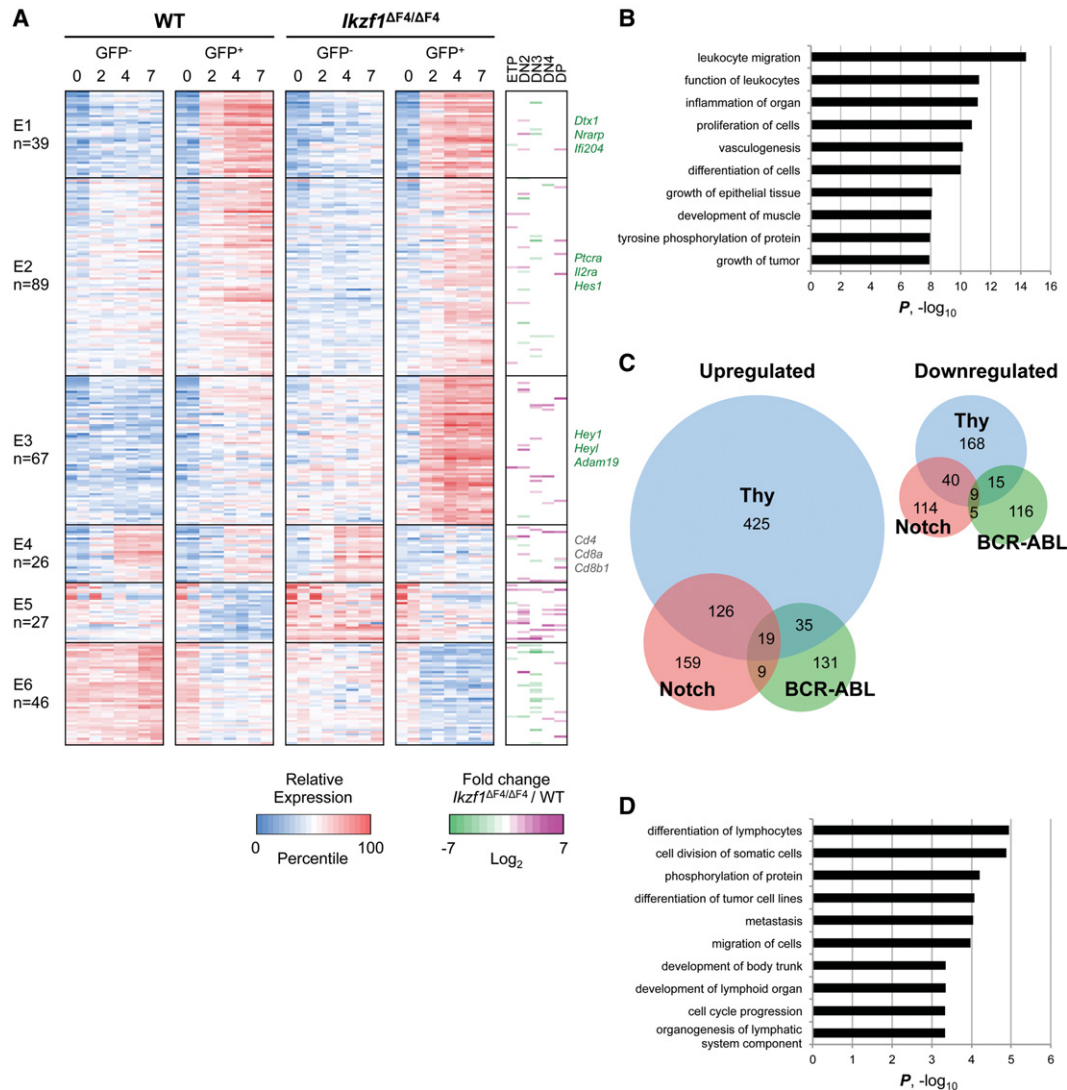 A
WT
Ikzf1ΔF4/ΔF4
GFP-
GFP+
GFP-
GFP+
0 2 4 7
0 2 4 7
0 2 4 7
0 2 4 7
ETP
DN2
DN3
DN4
DP
E1
n=39
Dtx1
Nrarp
Ifi204
E2
n=89
Ptcra
Il2ra
Hes1
E3
n=67
Hey1
Heyl
Adam19
E4
n=26
Cd4
Cd8a
Cd8b1
E5
n=27
E6
n=46
Relative
Expression
0
100
Percentile
Fold change
Ikzf1ΔF4/ΔF4 / WT
-7
7
Log2
B
leukocyte migration
function of leukocytes
inflammation of organ
proliferation of cells
vasculogenesis
differentiation of cells
growth of epithelial tissue
development of muscle
tyrosine phosphorylation of protein
growth of tumor
0 2 4 6 8 10 12 14 16
P, -log10
C
Upregulated
Thy
425
126
19
35
159
9
131
Notch
BCR-ABL
Downregulated
Thy
168
40
9
15
114
5
116
Notch
BCR-ABL
D
differentiation of lymphocytes
cell division of somatic cells
phosphorylation of protein
differentiation of tumor cell lines
metastasis
migration of cells
development of body trunk
development of lymphoid organ
cell cycle progression
organogenesis of lymphatic
system component
0 1 2 3 4 5 6
P, -log10